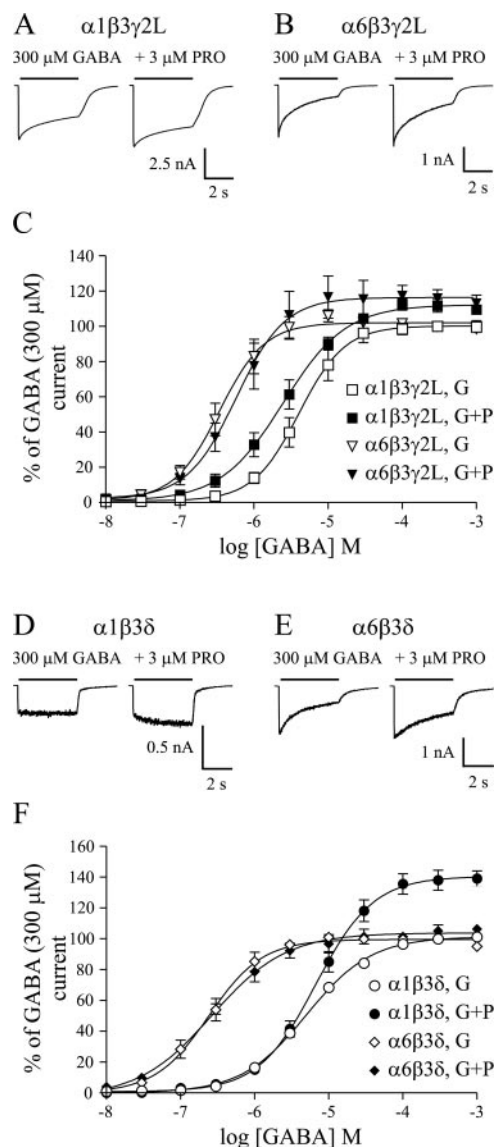 A α1β3γ2L
300 μM GABA + 3 μM PRO
2.5 nA
2 s
B α6β3γ2L
300 μM GABA + 3 μM PRO
1 nA
2 s
C
% of GABA (300 μM)
current
140
120
100
80
60
40
20
0
-8 -7 -6 -5 -4 -3
log [GABA] M
α1β3γ2L, G
α1β3γ2L, G+P
α6β3γ2L, G
α6β3γ2L, G+P
D α1β3δ
300 μM GABA + 3 μM PRO
0.5 nA
2 s
E α6β3δ
300 μM GABA + 3 μM PRO
1 nA
2 s
F
% of GABA (300 μM)
current
160
140
120
100
80
60
40
20
0
-8 -7 -6 -5 -4 -3
log [GABA] M
α1β3δ, G
α1β3δ, G+P
α6β3δ, G
α6β3δ, G+P